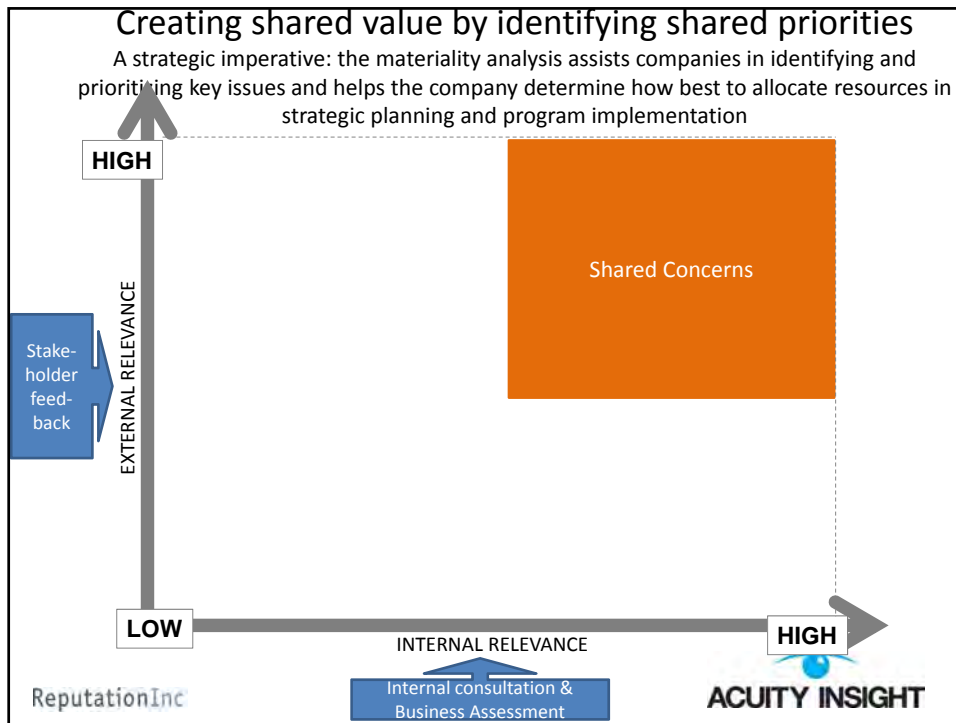 Creating shared value by identifying shared priorities
A strategic imperative: the materiality analysis assists companies in identifying and
prioritizing key issues and helps the company determine how best to allocate resources in
strategic planning and program implementation
HIGH
Shared Concerns
EXTERNAL RELEVANCE
Stake-
holder
feed-
back
LOW
HIGH
INTERNAL RELEVANCE
Internal consultation &
Business Assessment
ReputationInc
ACUITY INSIGHT